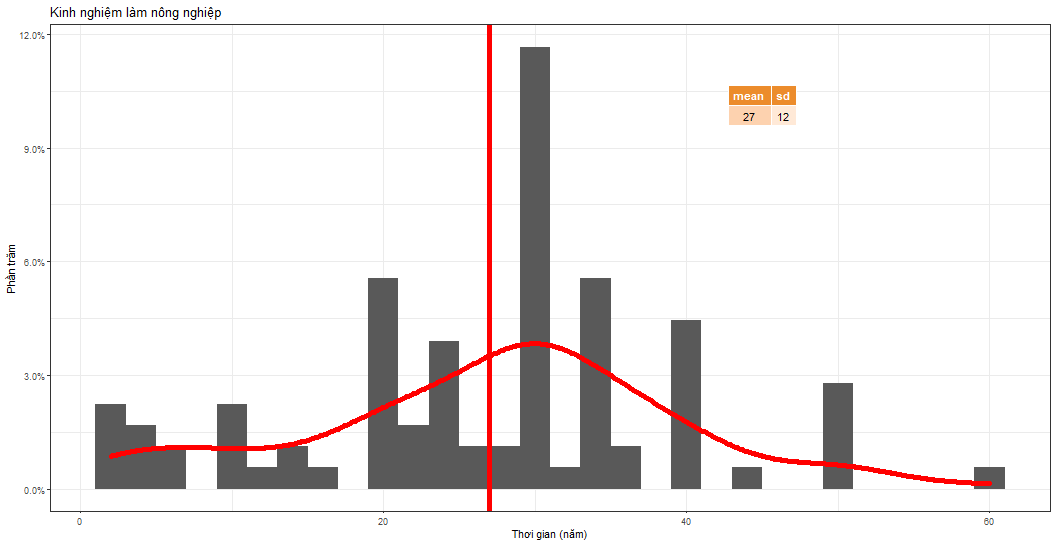 Kinh nghiệm làm nông nghiệp
12.0%
mean sd
27 12
9.0%
6.0%
Phần trăm
3.0%
0.0%
0 20 40 60
Thơi gian (năm)